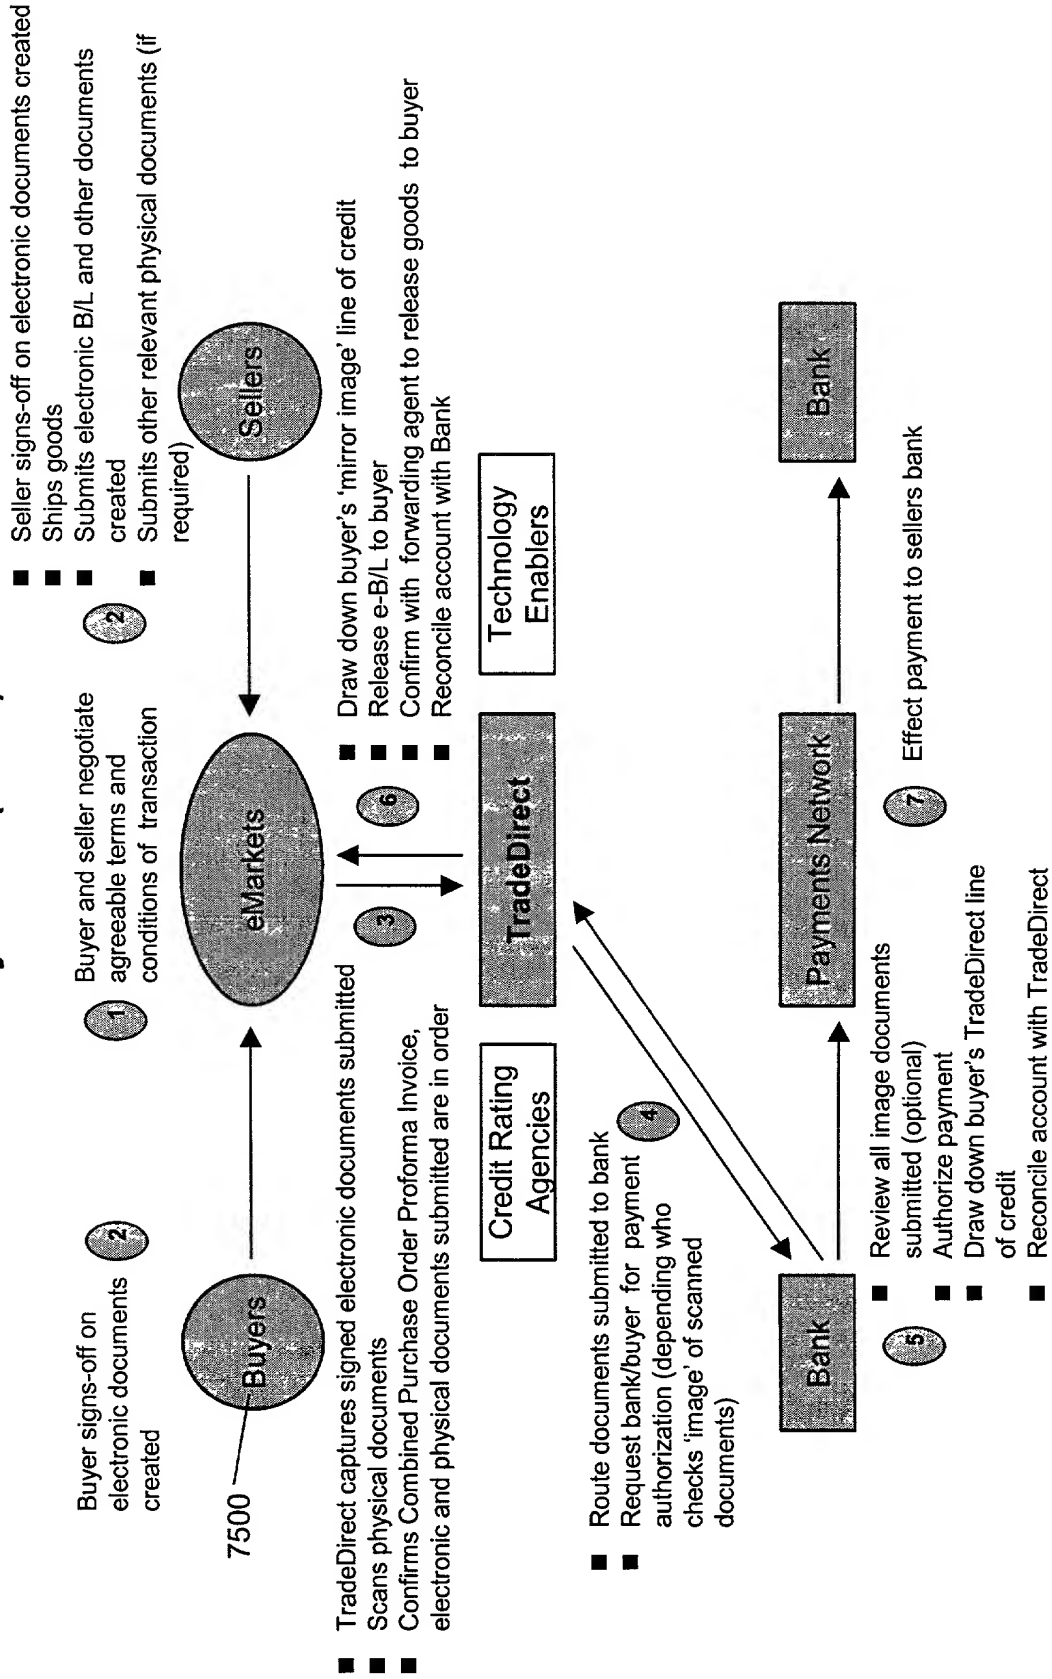 Buyer signs-off on
electronic documents
created
2
1
Buyer and seller negotiate
agreeable terms and
conditions of transaction
2
■ Seller signs-off on electronic documents created
■ Ships goods
■ Submits electronic B/L and other documents
created
■ Submits other relevant physical documents (if
required)
7500
Buyers
eMarkets
Sellers
■ TradeDirect captures signed electronic documents submitted
■ Scans physical documents
■ Confirms Combined Purchase Order Proforma Invoice,
electronic and physical documents submitted are in order
3
6
■ Draw down buyer's 'mirror image' line of credit
■ Release e-B/L to buyer
■ Confirm with forwarding agent to release goods to buyer
■ Reconcile account with Bank
Credit Rating
Agencies
TradeDirect
Technology
Enablers
■ Route documents submitted to bank
■ Request bank/buyer for payment
authorization (depending who
checks 'image' of scanned
documents)
4
Bank
Payments Network
Bank
5
■ Review all image documents
submitted (optional)
■ Authorize payment
■ Draw down buyer's TradeDirect line
of credit
■ Reconcile account with TradeDirect
7
Effect payment to sellers bank